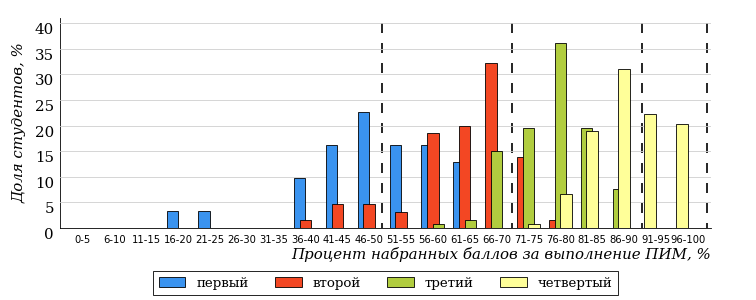 Доля студентов, %
40
35
30
25
20
15
10
5
0
0-5 6-10 11-15 16-20 21-25 26-30 31-35 36-40 41-45 46-50 51-55 56-60 61-65 66-70 71-75 76-80 81-85 86-90 91-95 96-100
Процент набранных баллов за выполнение ПИМ, %
первый второй третий четвертый